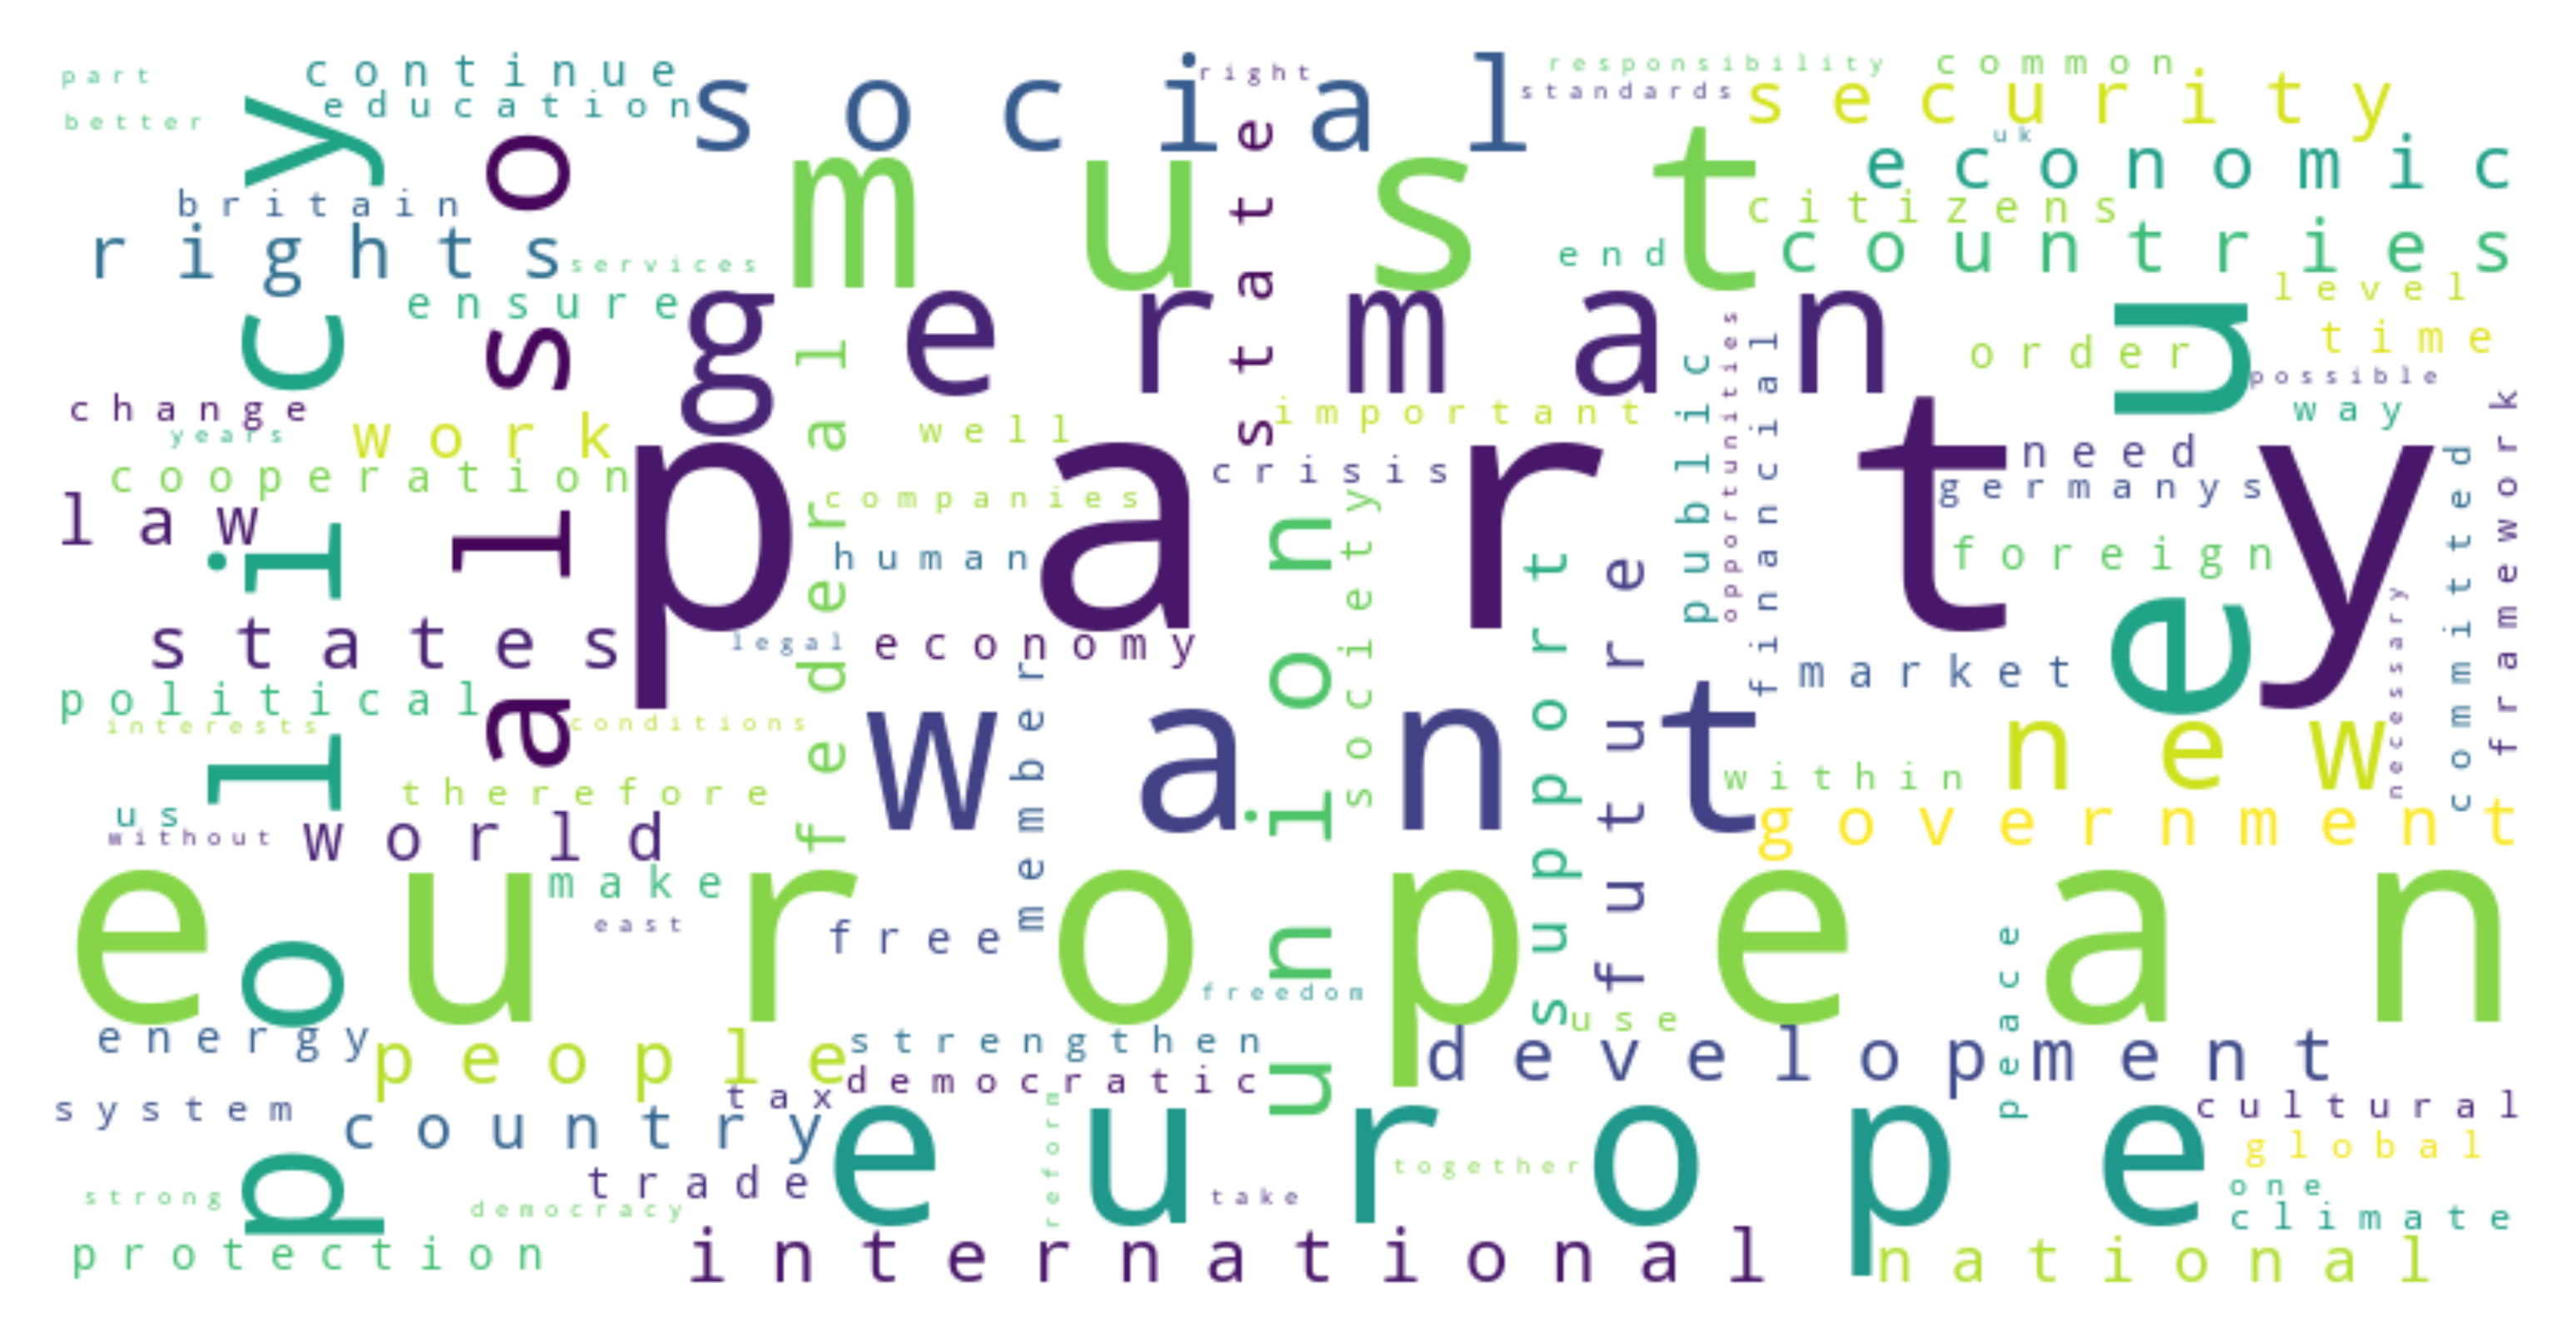 part
continue
social
right
responsibility
common
better
education
standards
security
uk
economic
britain
citizens
rights
services
must
end
countries
ensure
german
level
order
time
possible
change
years
work
well
important
way
cooperation
party
crisis
need
law
companies
germanys
human
foreign
states
legal
economy
market
political
interests
conditions
want
new
therefore
within
us
without
world
government
european
make
east
free
freedom
energy
people
strengthen
use
development
democratic
system
tax
country
europe
cultural
global
trade
together
take
strong
democracy
one
climate
protection
international
national
policy
also
federal
state
union
society
member
support
future
public
opportunities
financial
eu
necessary
committed
framework
peace
reform